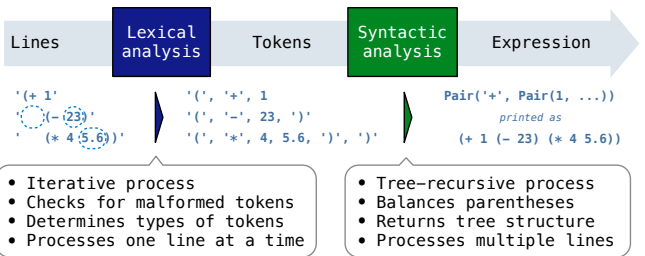 Lines
Lexical
analysis
Tokens
Syntactic
analysis
Expression
'(+ 1'
' (− 23)'
' (* 4 5.6))'
'(', '+', 1
'(', '−', 23, ')'
'(', '*', 4, 5.6, ')', ')'
Pair('+', Pair(1, ...))
printed as
(+ 1 (− 23) (* 4 5.6))
• Iterative process
• Checks for malformed tokens
• Determines types of tokens
• Processes one line at a time
• Tree−recursive process
• Balances parentheses
• Returns tree structure
• Processes multiple lines